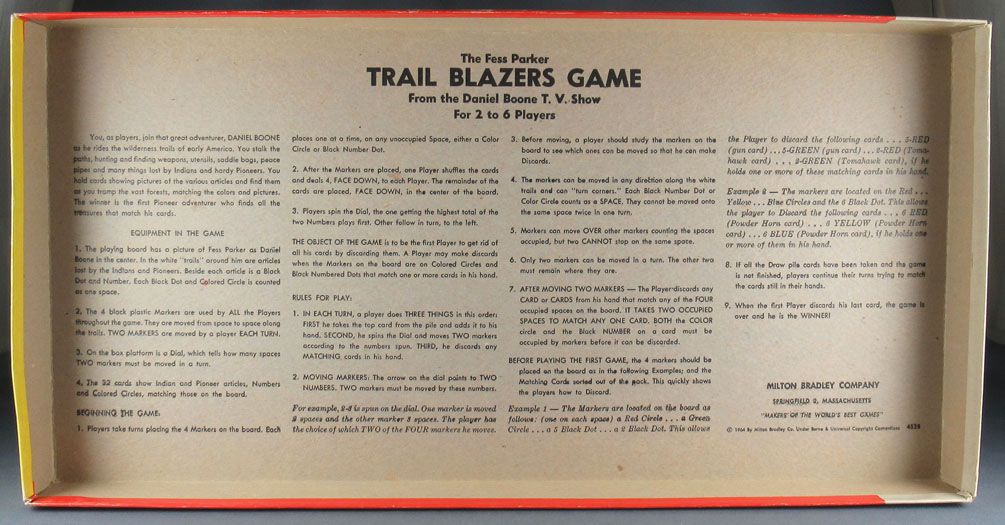 The Fess Parker
TRAIL BLAZERS GAME
From the Daniel Boone T. V. Show
For 2 to 6 Players
You, as players, join that great adventurer, DANIEL BOONE
as he rides the wilderness trails of early America. You stalk the
paths, hunting and finding weapons, utensils, saddle bags, peace
pipes and many things lost by Indians and hardy Pioneers. You
hold cards showing pictures of the various articles and find them
as you tramp the vast forests, matching the colors and pictures.
The winner is the first Pioneer adventurer who finds all the
treasures that match his cards.
EQUIPMENT IN THE GAME
1. The playing board has a picture of Fess Parker as Daniel
Boone in the center. In the white "trails" around him are articles
lost by the Indians and Pioneers. Beside each article is a Black
Dot and Number. Each Black Dot and Colored Circle is counted
as one space.
2. The 4 black plastic Markers are used by ALL the Players
throughout the game. They are moved from space to space along
the trails. TWO MARKERS are moved by a player EACH TURN.
3. On the box platform is a Dial, which tells how many spaces
TWO markers must be moved in a turn.
4. The 32 cards show Indian and Pioneer articles, Numbers
and Colored Circles, matching those on the board.
BEGINNING THE GAME:
1. Players take turns placing the 4 Markers on the board. Each
places one at a time, on any unoccupied Space, either a Color
Circle or Black Number Dot.
2. After the Markers are placed, one Player shuffles the cards
and deals 4, FACE DOWN, to each Player. The remainder of the
cards are placed, FACE DOWN, in the center of the board.
3. Players spin the Dial, the one getting the highest total of the
two Numbers plays first. Other follow in turn, to the left.
THE OBJECT OF THE GAME is to be the first Player to get rid of
all his cards by discarding them. A Player may make discards
when the Markers on the board are on Colored Circles and
Black Numbered Dots that match one or more cards in his hand.
RULES FOR PLAY:
1. IN EACH TURN, a player does THREE THINGS in this order:
FIRST he takes the top card from the pile and adds it to his
hand. SECOND, he spins the Dial and moves TWO markers
according to the numbers spun. THIRD, he discards any
MATCHING cards in his hand.
2. MOVING MARKERS: The arrow on the dial points to TWO
NUMBERS. TWO markers must be moved by these numbers.
For example, 2-8 is spun on the dial. One marker is moved
2 spaces and the other marker 8 spaces. The player has
the choice of which TWO of the FOUR markers he moves.
3. Before moving, a player should study the markers on the
board to see which ones can be moved so that he can make
Discards.
4. The markers can be moved in any direction along the white
trails and can "turn corners." Each Black Number Dot or
Color Circle counts as a SPACE. They cannot be moved onto
the same space twice in one turn.
5. Markers can move OVER other markers counting the spaces
occupied, but two CANNOT stop on the same space.
6. Only two markers can be moved in a turn. The other two
must remain where they are.
7. AFTER MOVING TWO MARKERS — The Player discards any
CARD or CARDS from his hand that match any of the FOUR
occupied spaces on the board. IT TAKES TWO OCCUPIED
SPACES TO MATCH ANY ONE CARD. BOTH the COLOR
circle and the Black NUMBER on a card must be
occupied by markers before it can be discarded.
BEFORE PLAYING THE FIRST GAME, the 4 markers should be
placed on the board as in the following Examples; and the
Matching Cards sorted out of the pack. This quickly shows
the players how to Discard.
Example 1 — The Markers are located on the board as
follows: (one on each space) a Red Circle . . . a Green
Circle . . . a 5 Black Dot . . . a 2 Black Dot. This allows
the Player to discard the following cards . . . 5-RED
(gun card) . . . 5-GREEN (gun card) . . . 2-RED (Toma-
hawk card) . . . 2-GREEN (Tomahawk card), if he
holds one or more of these matching cards in his hand.
Example 2 — The markers are located on the Red . . .
Yellow . . . Blue Circles and the 6 Black Dot. This allows
the player to Discard the following cards . . . 6 RED
(Powder Horn card) . . . 6 YELLOW (Powder Horn
card) . . . 6 BLUE (Powder Horn card), if he holds one
or more of them in his hand.
8. If all the Draw pile cards have been taken and the game
is not finished, players continue their turns trying to match
the cards still in their hands.
9. When the first Player discards his last card, the game is
over and he is the WINNER!
MILTON BRADLEY COMPANY
SPRINGFIELD 2, MASSACHUSETTS
"MAKERS OF THE WORLD'S BEST GAMES"
© 1964 By Milton Bradley Co. Under Berne & Universal Copyright Conventions 4528